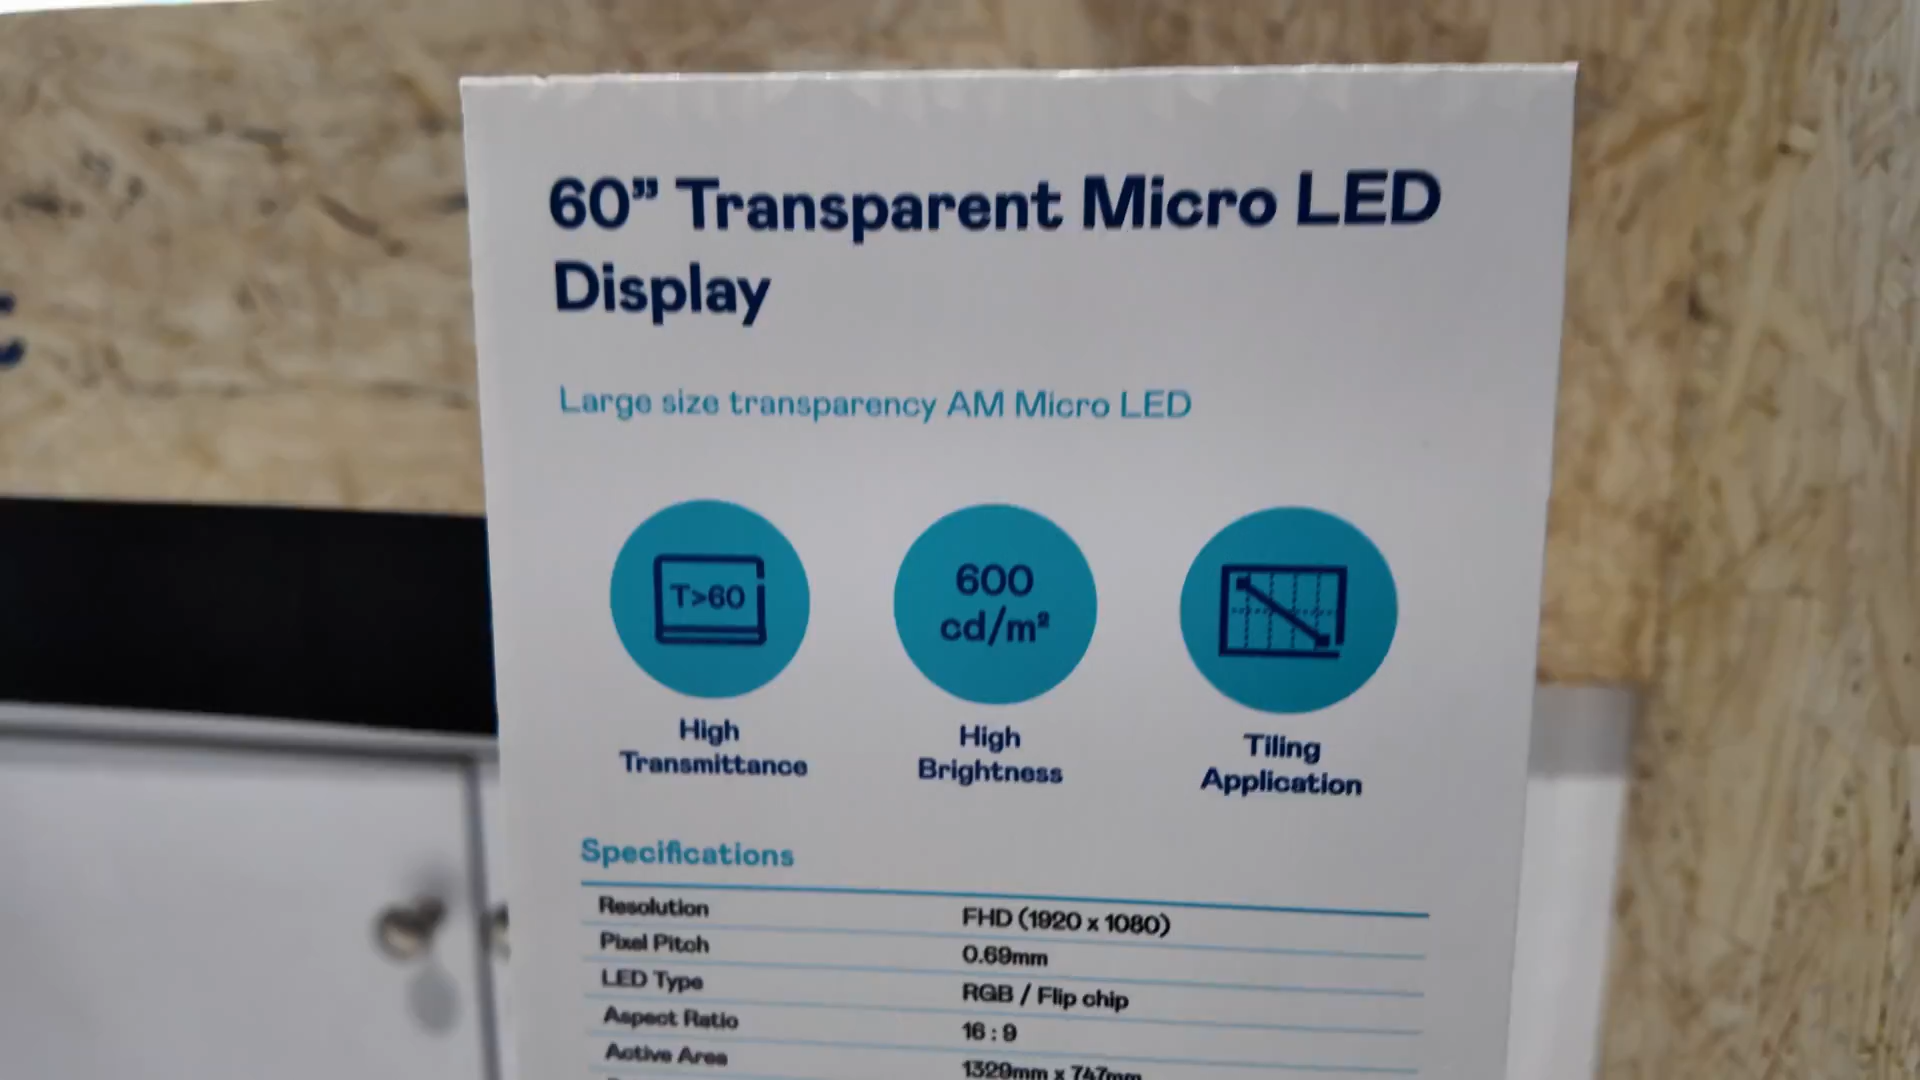 60” Transparent Micro LED
Display
Large size transparency AM Micro LED
T>60
600
cd/m²
High
Transmittance
High
Brightness
Tiling
Application
Specifications
Resolution FHD (1920 x 1080)
Pixel Pitch 0.69mm
LED Type RGB / Flip chip
Aspect Ratio 16 : 9
Active Area 1329mm x 747mm